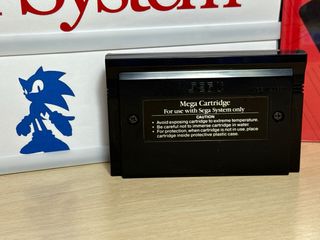 System
SEGA
Mega Cartridge
For use with Sega System only
CAUTION
• Avoid exposing cartridge to extreme temperature.
• Be careful not to immerse cartridge in water.
• For protection, when cartridge is not in use, place
cartridge inside protective plastic case.